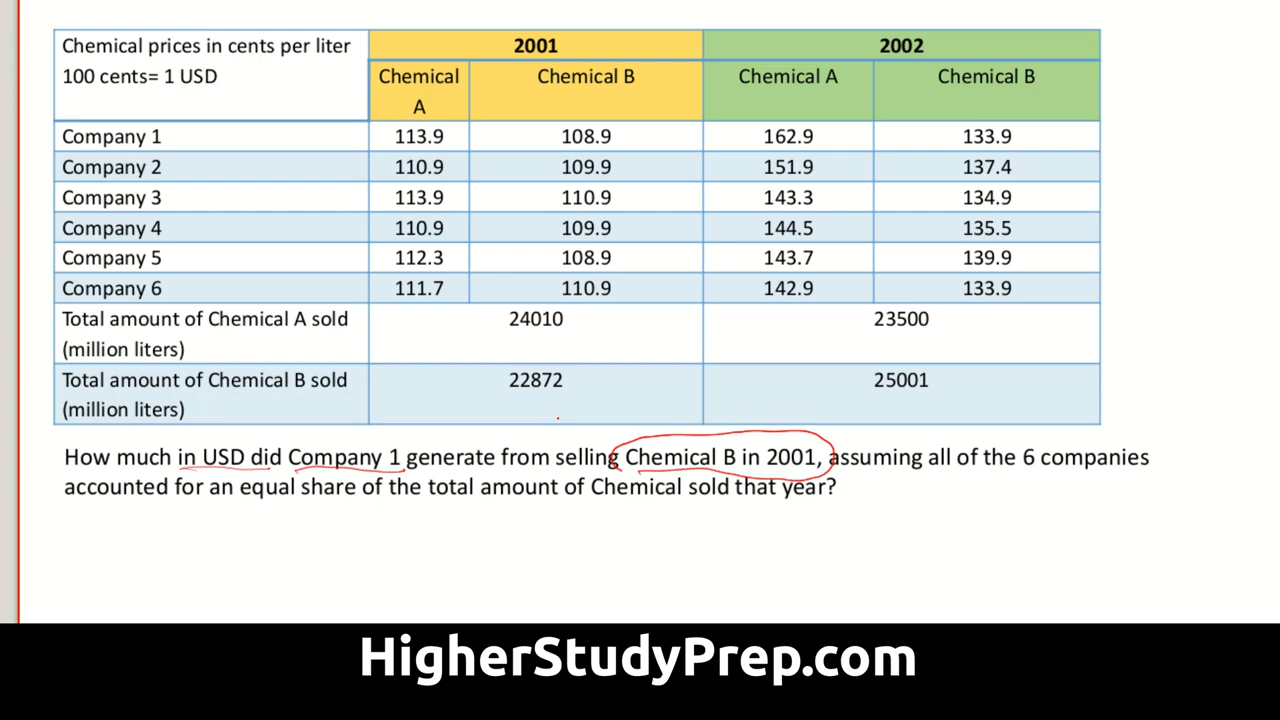 Chemical prices in cents per liter 2001 2002
100 cents= 1 USD Chemical Chemical B Chemical A Chemical B
A
Company 1 113.9 108.9 162.9 133.9
Company 2 110.9 109.9 151.9 137.4
Company 3 113.9 110.9 143.3 134.9
Company 4 110.9 109.9 144.5 135.5
Company 5 112.3 108.9 143.7 139.9
Company 6 111.7 110.9 142.9 133.9
Total amount of Chemical A sold 24010 23500
(million liters)
Total amount of Chemical B sold 22872 25001
(million liters)
How much in USD did Company 1 generate from selling Chemical B in 2001, assuming all of the 6 companies
accounted for an equal share of the total amount of Chemical sold that year?
HigherStudyPrep.com